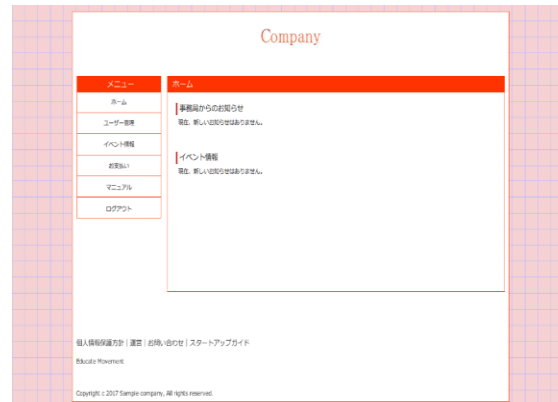 Company
メニュー
ホーム
ユーザー管理
イベント情報
お支払い
マニュアル
ログアウト
ホーム
事務局からのお知らせ
現在、新しいお知らせはありません。
イベント情報
現在、新しいお知らせはありません。
個人情報保護方針｜運営｜お問い合わせ｜スタートアップガイド
Educate Movement
Copyright c 2017 Sample company, All rights reserved.